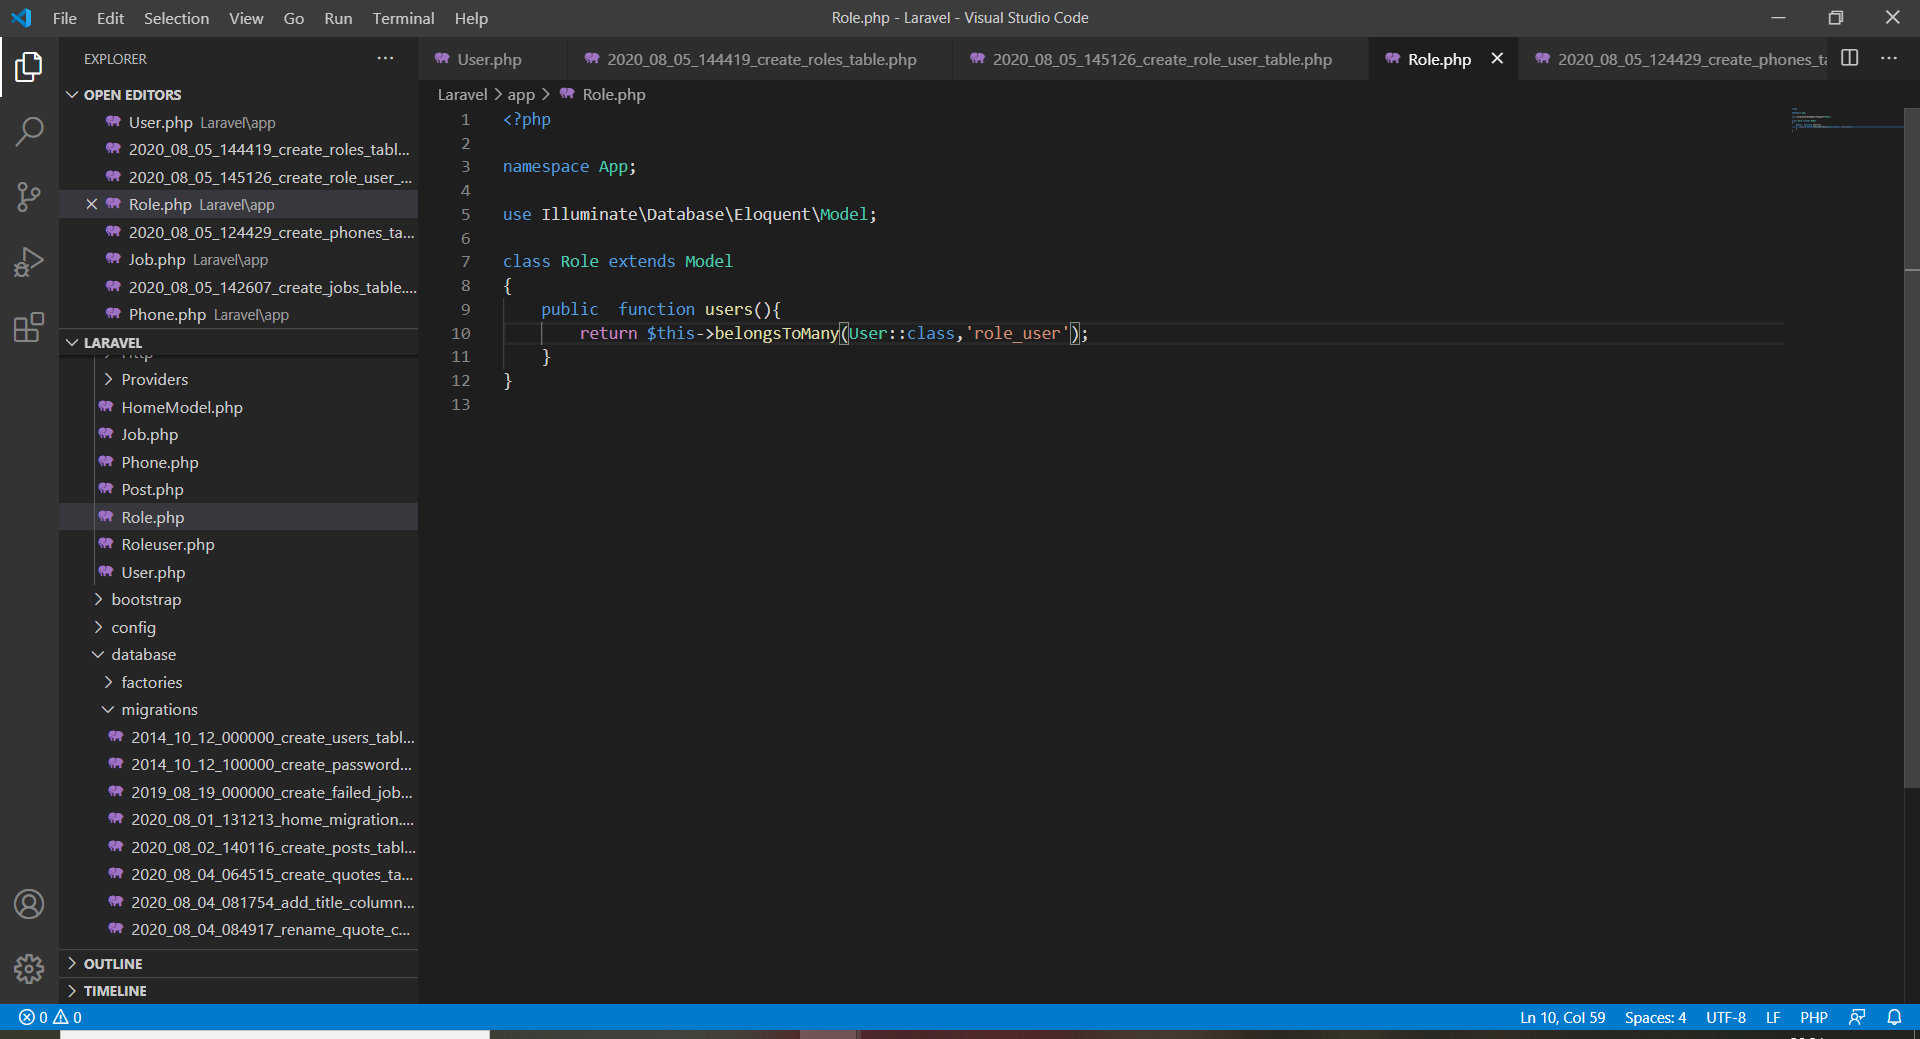 File Edit Selection View Go Run Terminal Help
Role.php - Laravel - Visual Studio Code
EXPLORER
OPEN EDITORS
User.php Laravel\app
2020_08_05_144419_create_roles_tabl...
2020_08_05_145126_create_role_user_...
Role.php Laravel\app
2020_08_05_124429_create_phones_ta...
Job.php Laravel\app
2020_08_05_142607_create_jobs_table....
Phone.php Laravel\app
LARAVEL
Http
Providers
HomeModel.php
Job.php
Phone.php
Post.php
Role.php
Roleuser.php
User.php
bootstrap
config
database
factories
migrations
2014_10_12_000000_create_users_tabl...
2014_10_12_100000_create_password...
2019_08_19_000000_create_failed_job...
2020_08_01_131213_home_migration....
2020_08_02_140116_create_posts_tabl...
2020_08_04_064515_create_quotes_ta...
2020_08_04_081754_add_title_column...
2020_08_04_084917_rename_quote_c...
OUTLINE
TIMELINE
User.php
2020_08_05_144419_create_roles_table.php
2020_08_05_145126_create_role_user_table.php
Role.php
2020_08_05_124429_create_phones_ta
Laravel > app > Role.php
1 <?php
2
3 namespace App;
4
5 use Illuminate\Database\Eloquent\Model;
6
7 class Role extends Model
8 {
9 public  function users(){
10 return $this->belongsToMany(User::class,'role_user');
11 }
12 }
13
0 0
Ln 10, Col 59 Spaces: 4 UTF-8 LF PHP